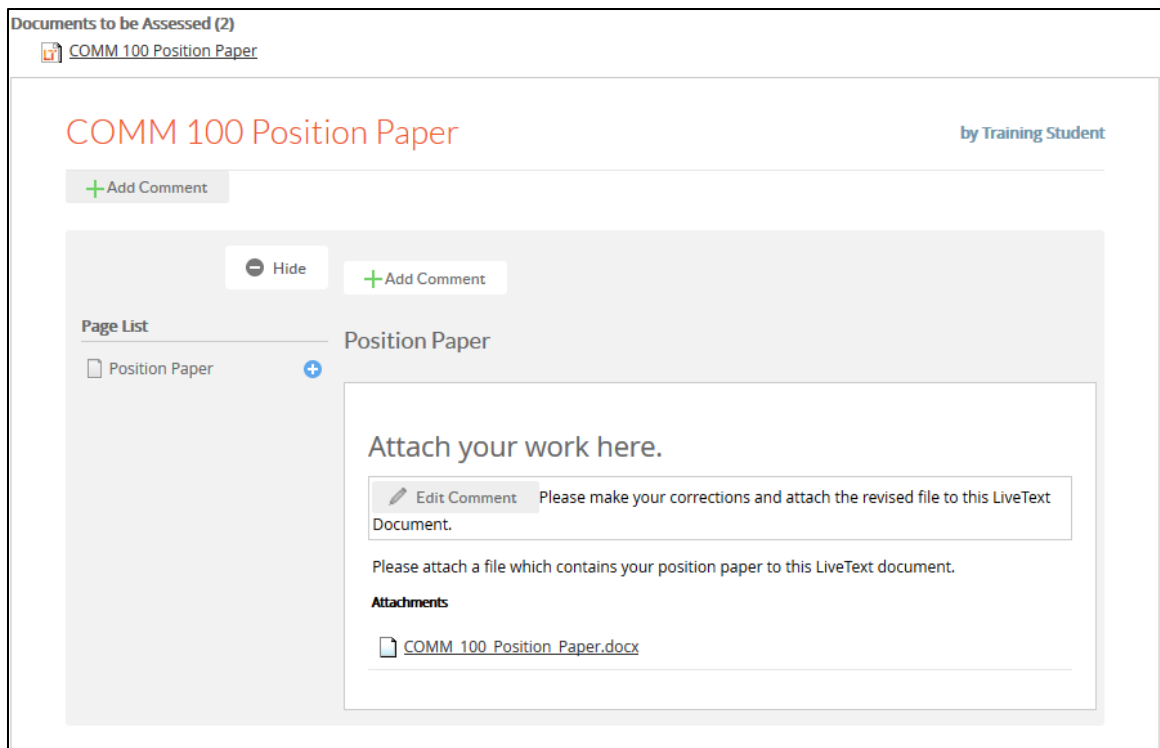 Documents to be Assessed (2)
LT COMM 100 Position Paper
COMM 100 Position Paper
by Training Student
Add Comment
Hide
Add Comment
Page List
Position Paper
Position Paper
Attach your work here.
Edit Comment Please make your corrections and attach the revised file to this LiveText
Document.
Please attach a file which contains your position paper to this LiveText document.
Attachments
COMM_100_Position_Paper.docx